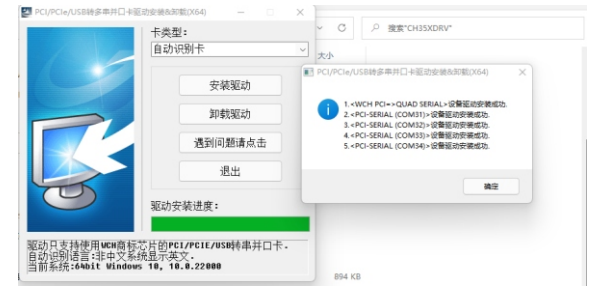 PCI/PCIe/USB转多串并口卡驱动安装&卸载(X64)
卡类型:
自动识别卡
安装驱动
卸载驱动
遇到问题请点击
退出
驱动安装进度:
驱动只支持使用WCH商标芯片的PCI/PCIE/USB转串并口卡.
自动识别语言:非中文系统显示英文.
当前系统:64bit Windows 10, 10.0.22000
搜索"CH35XDRV"
大小
PCI/PCIe/USB转多串并口卡驱动安装&卸载(X64)
1. <WCH PCI=>QUAD SERIAL>设备驱动安装成功.
2. <PCI-SERIAL (COM31)>设备驱动安装成功.
3. <PCI-SERIAL (COM32)>设备驱动安装成功.
4. <PCI-SERIAL (COM33)>设备驱动安装成功.
5. <PCI-SERIAL (COM34)>设备驱动安装成功.
确定
894 KB